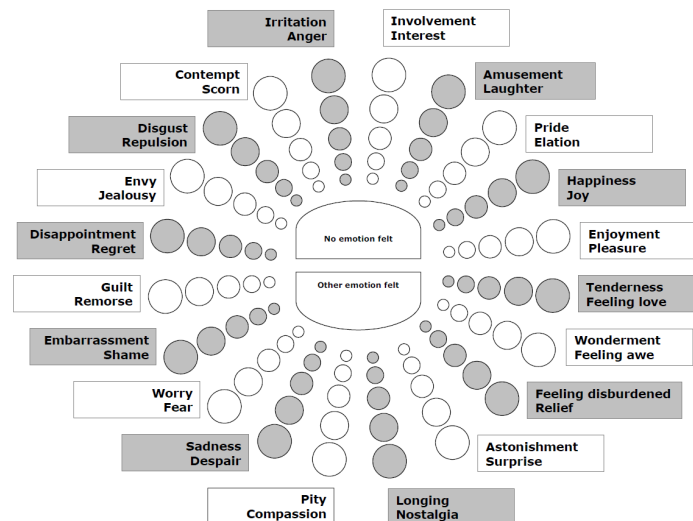 Irritation
Anger
Involvement
Interest
Contempt
Scorn
Amusement
Laughter
Disgust
Repulsion
Pride
Elation
Envy
Jealousy
Happiness
Joy
Disappointment
Regret
No emotion felt
Enjoyment
Pleasure
Guilt
Remorse
Other emotion felt
Tenderness
Feeling love
Embarrassment
Shame
Wonderment
Feeling awe
Worry
Fear
Feeling disburdened
Relief
Sadness
Despair
Astonishment
Surprise
Pity
Compassion
Longing
Nostalgia